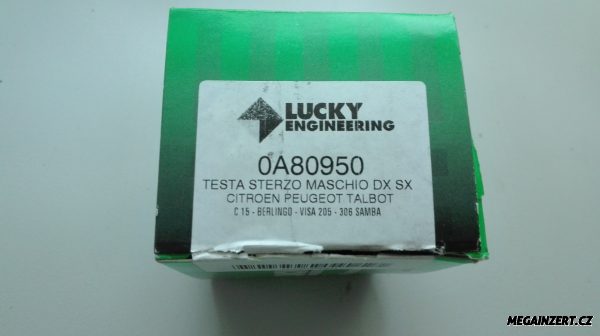 LUCKY
ENGINEERING
0A80950
TESTA STERZO MASCHIO DX SX
CITROEN PEUGEOT TALBOT
C 15 - BERLINGO - VISA 205 - 306 SAMBA
MEGAINZERT.CZ